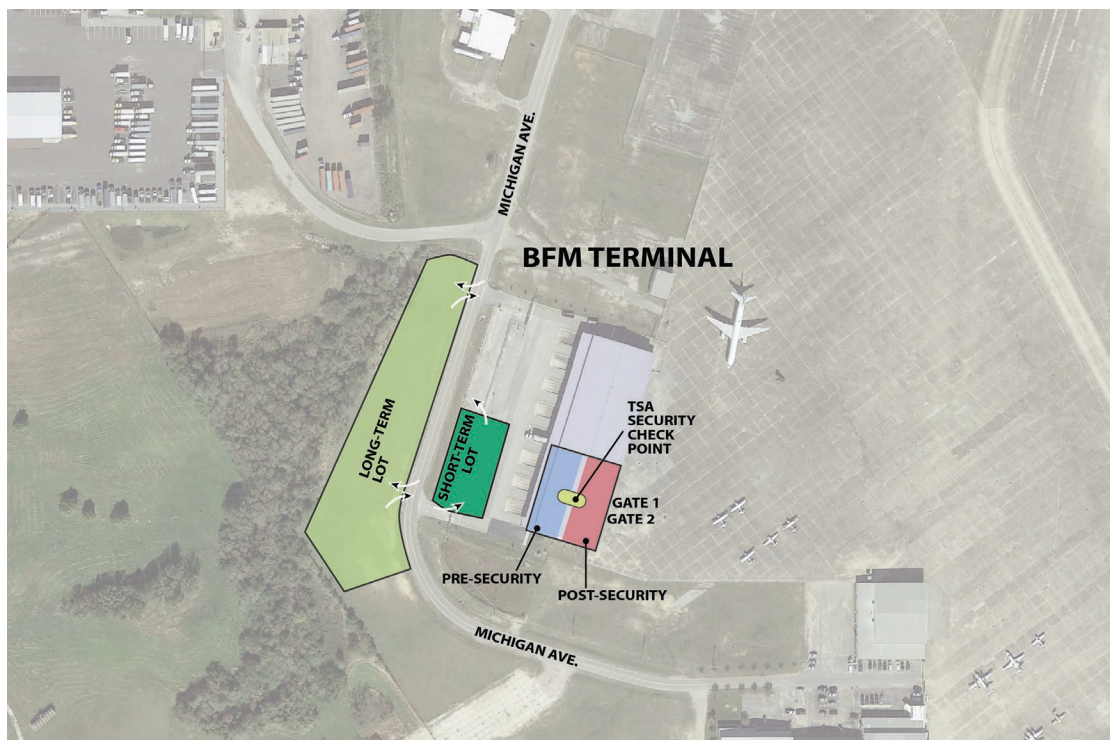 MICHIGAN AVE.
BFM TERMINAL
LONG-TERM
LOT
SHORT-TERM
LOT
TSA
SECURITY
CHECK
POINT
GATE 1
GATE 2
PRE-SECURITY
POST-SECURITY
MICHIGAN AVE.